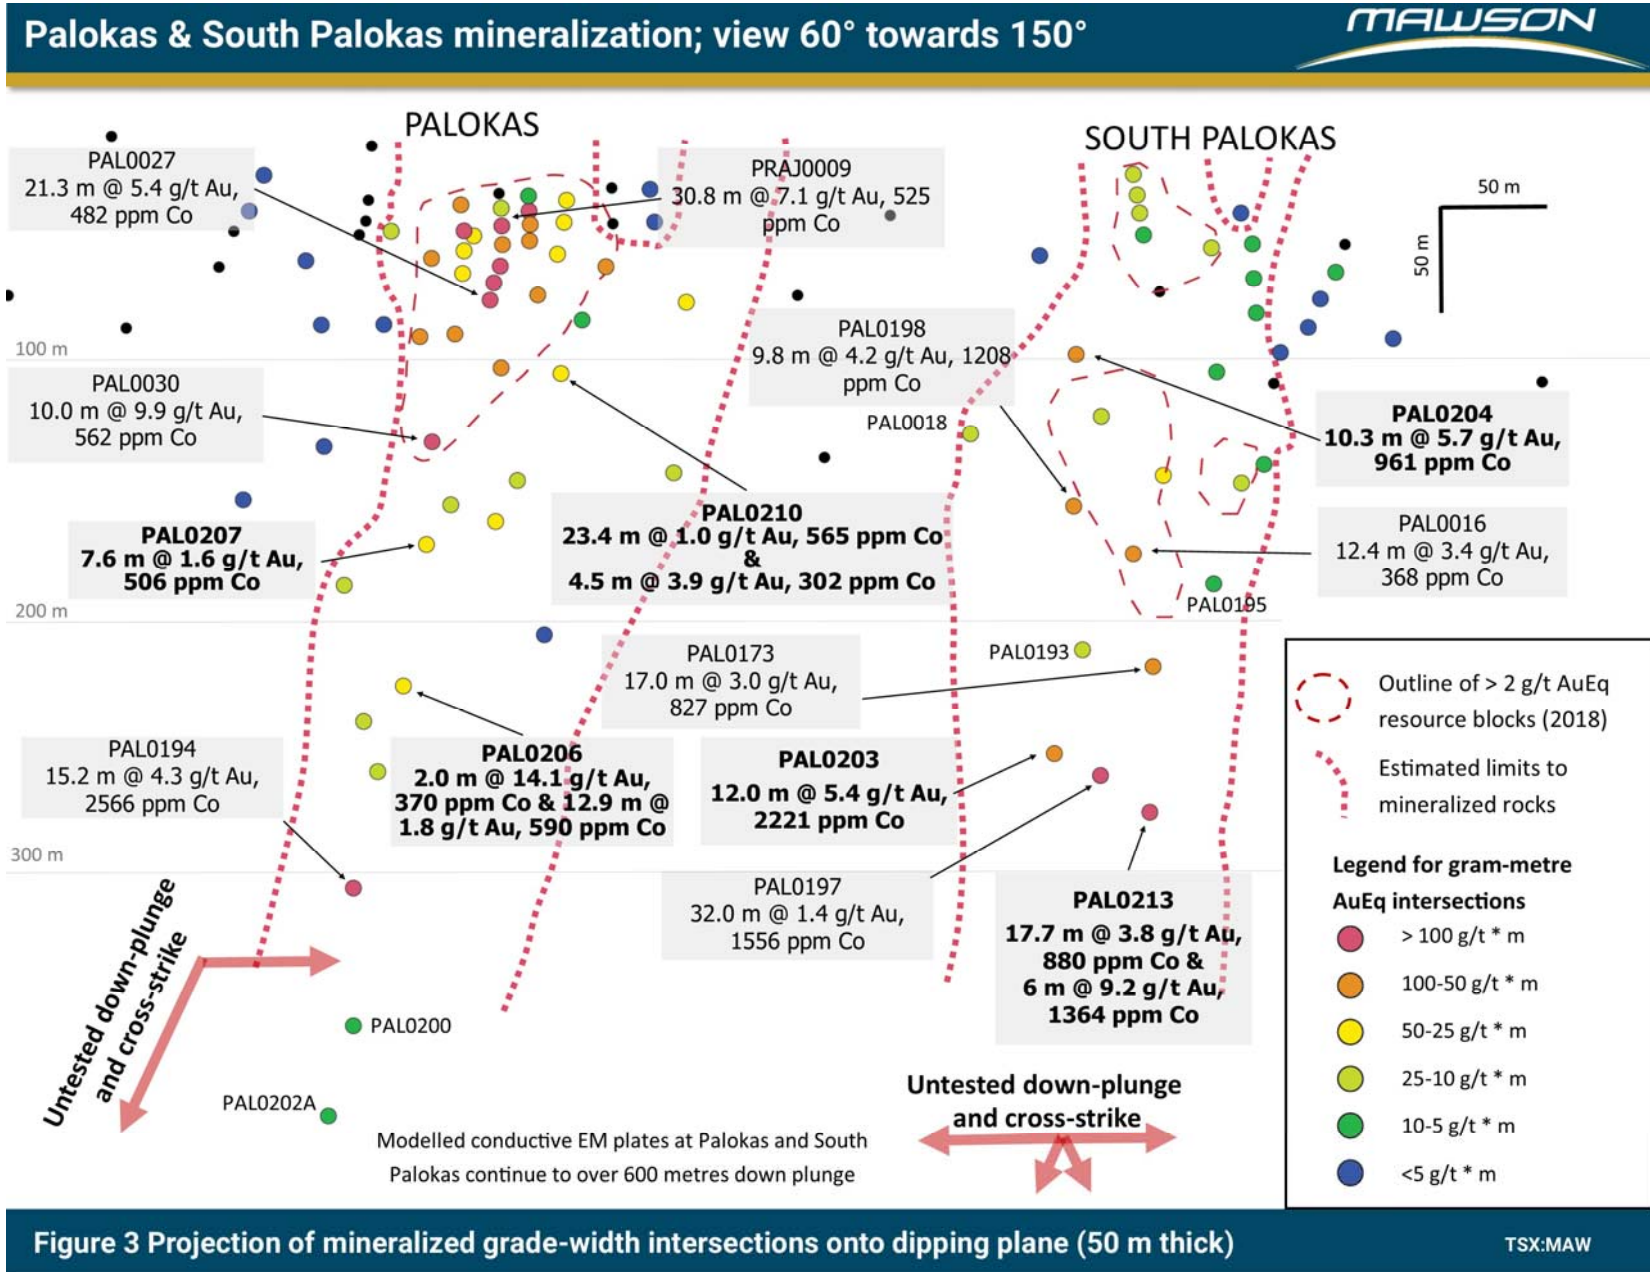 Palokas & South Palokas mineralization; view 60° towards 150°
MAWSON
PALOKAS
SOUTH PALOKAS
PAL0027
21.3 m @ 5.4 g/t Au,
482 ppm Co
PRAJ0009
30.8 m @ 7.1 g/t Au, 525
ppm Co
50 m
50 m
100 m
PAL0198
9.8 m @ 4.2 g/t Au, 1208
ppm Co
PAL0030
10.0 m @ 9.9 g/t Au,
562 ppm Co
PAL0018
PAL0204
10.3 m @ 5.7 g/t Au,
961 ppm Co
PAL0207
7.6 m @ 1.6 g/t Au,
506 ppm Co
PAL0210
23.4 m @ 1.0 g/t Au, 565 ppm Co
&
4.5 m @ 3.9 g/t Au, 302 ppm Co
PAL0016
12.4 m @ 3.4 g/t Au,
368 ppm Co
PAL0195
200 m
PAL0173
17.0 m @ 3.0 g/t Au,
827 ppm Co
PAL0193
PAL0194
15.2 m @ 4.3 g/t Au,
2566 ppm Co
PAL0206
2.0 m @ 14.1 g/t Au,
370 ppm Co & 12.9 m @
1.8 g/t Au, 590 ppm Co
PAL0203
12.0 m @ 5.4 g/t Au,
2221 ppm Co
300 m
PAL0197
32.0 m @ 1.4 g/t Au,
1556 ppm Co
PAL0213
17.7 m @ 3.8 g/t Au,
880 ppm Co &
6 m @ 9.2 g/t Au,
1364 ppm Co
Untested down-plunge
and cross-strike
PAL0200
PAL0202A
Modelled conductive EM plates at Palokas and South
Palokas continue to over 600 metres down plunge
Untested down-plunge
and cross-strike
Outline of > 2 g/t AuEq
resource blocks (2018)
Estimated limits to
mineralized rocks
Legend for gram-metre
AuEq intersections
> 100 g/t * m
100-50 g/t * m
50-25 g/t * m
25-10 g/t * m
10-5 g/t * m
<5 g/t * m
Figure 3 Projection of mineralized grade-width intersections onto dipping plane (50 m thick)
TSX:MAW